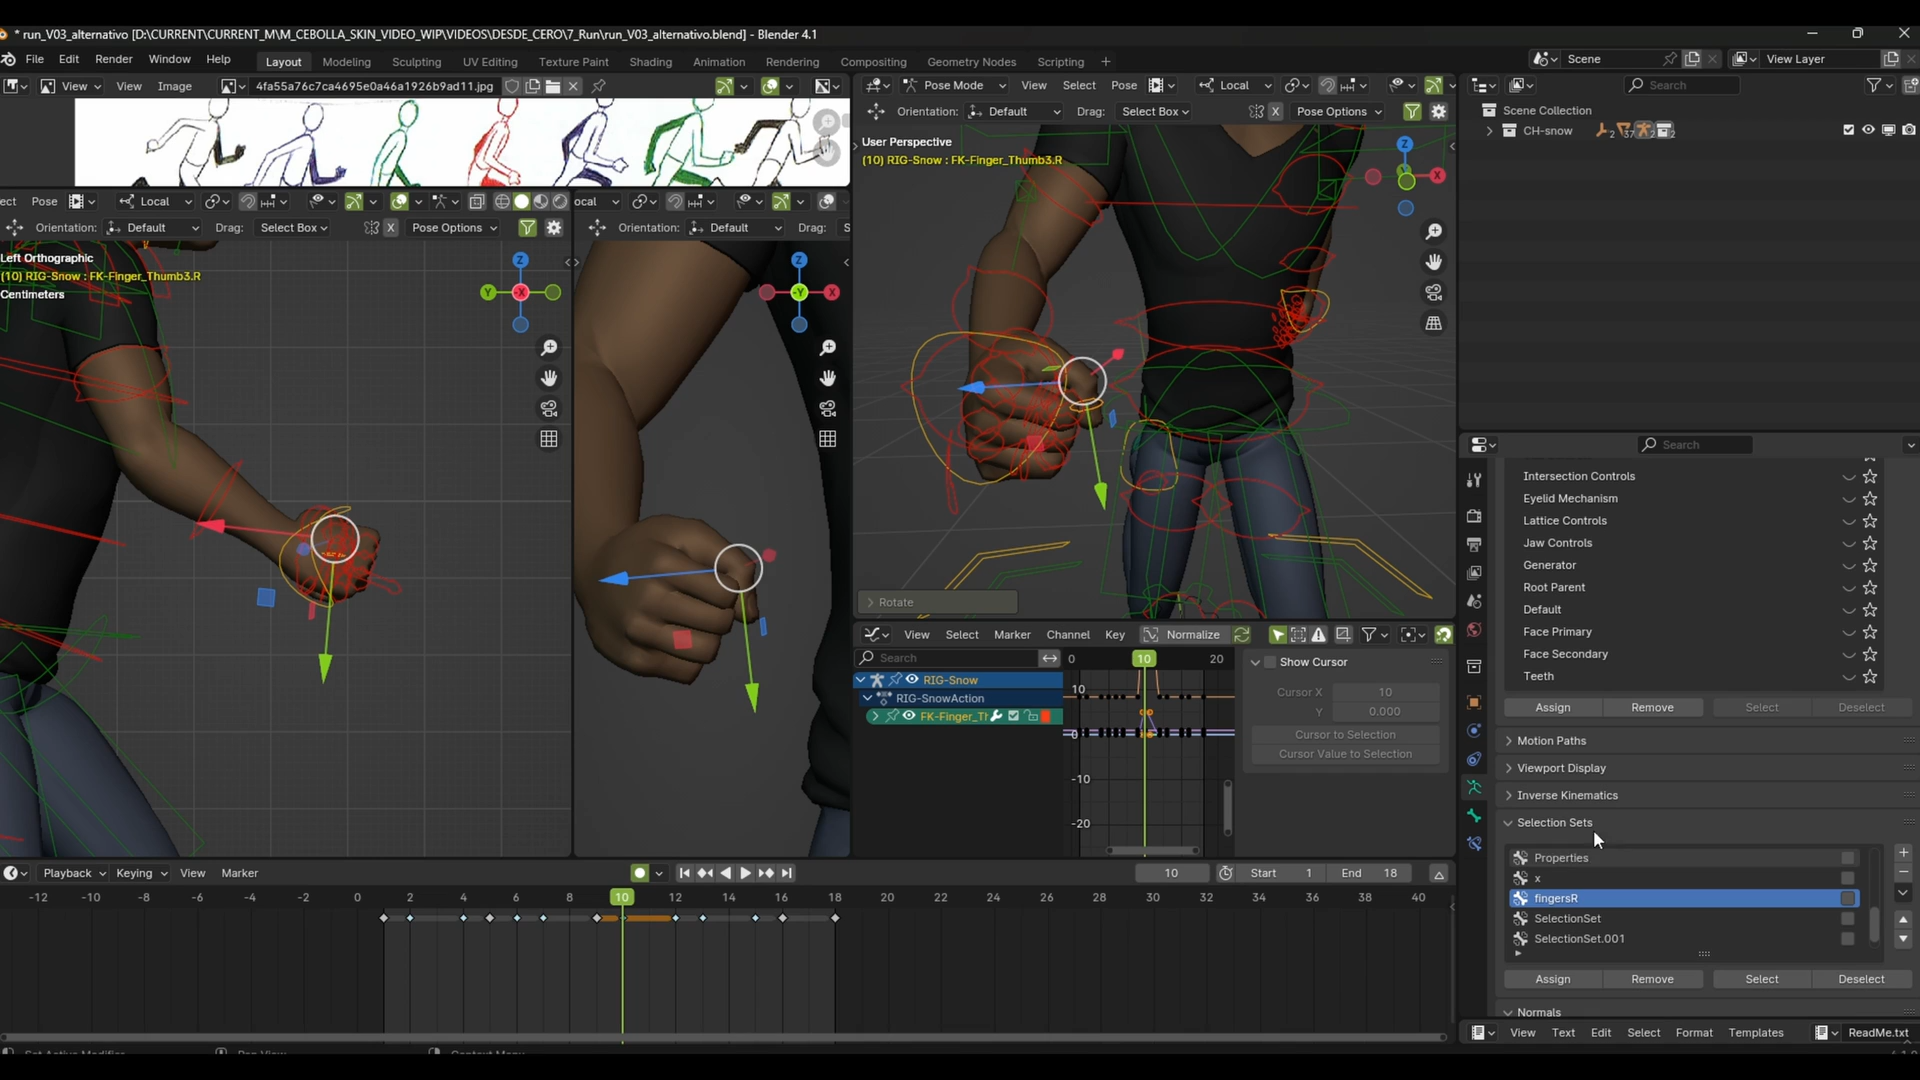 * run_V03_alternativo [D:\CURRENT\CURRENT_M\M_CEBOLLA_SKIN_VIDEO_WIP\VIDEOS\DESDE_CERO\7_Run\run_V03_alternativo.blend] - Blender 4.1
File Edit Render Window Help Layout Modeling Sculpting UV Editing Texture Paint Shading Animation Rendering Compositing Geometry Nodes Scripting + Scene View Layer
View View Image 4fa55a76c7ca4695e0a46a1926b9ad11.jpg
Pose Mode View Select Pose Local
Search
Orientation: Default Drag: Select Box Pose Options
Scene Collection
CH-snow
User Perspective
(10) RIG-Snow : FK-Finger_Thumb3.R
Z
X
ect Pose Local
ocal
Orientation: Default Drag: Select Box X Pose Options
Orientation: Default Drag: S
Left Orthographic
(10) RIG-Snow : FK-Finger_Thumb3.R
Centimeters
Z
Y
-X
Z
-Y
X
Rotate
Search
Intersection Controls
Eyelid Mechanism
Lattice Controls
Jaw Controls
Generator
Root Parent
Default
Face Primary
Face Secondary
Teeth
Assign Remove Select Deselect
Motion Paths
Viewport Display
Inverse Kinematics
Selection Sets
Properties
x
fingersR
SelectionSet
SelectionSet.001
Assign Remove Select Deselect
Normals
View Text Edit Select Format Templates ReadMe.txt
View Select Marker Channel Key Normalize
Search
0 10 20
RIG-Snow
RIG-SnowAction
FK-Finger_Tl
10
0
-10
-20
Show Cursor
Cursor X 10
Y 0.000
Cursor to Selection
Cursor Value to Selection
Playback Keying View Marker
10 Start 1 End 18
-12 -10 -8 -6 -4 -2 0 2 4 6 8 10 12 14 16 18 20 22 24 26 28 30 32 34 36 38 40